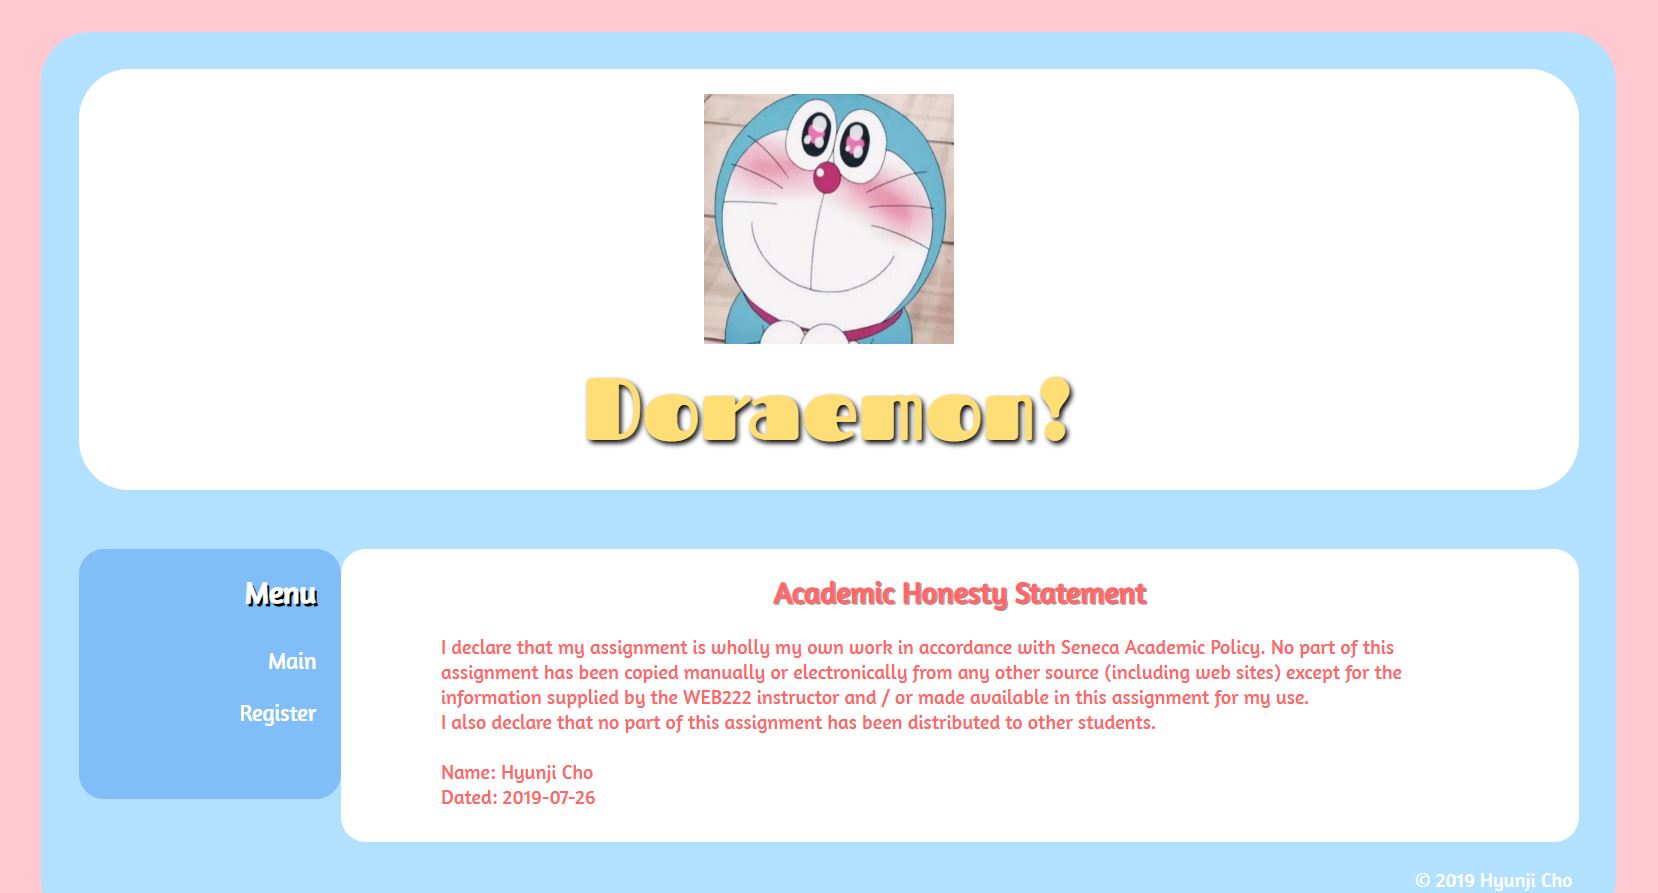 Doraemon!
Menu
Main
Register
Academic Honesty Statement
I declare that my assignment is wholly my own work in accordance with Seneca Academic Policy. No part of this
assignment has been copied manually or electronically from any other source (including web sites) except for the
information supplied by the WEB222 instructor and / or made available in this assignment for my use.
I also declare that no part of this assignment has been distributed to other students.
Name: Hyunji Cho
Dated: 2019-07-26
© 2019 Hyunji Cho